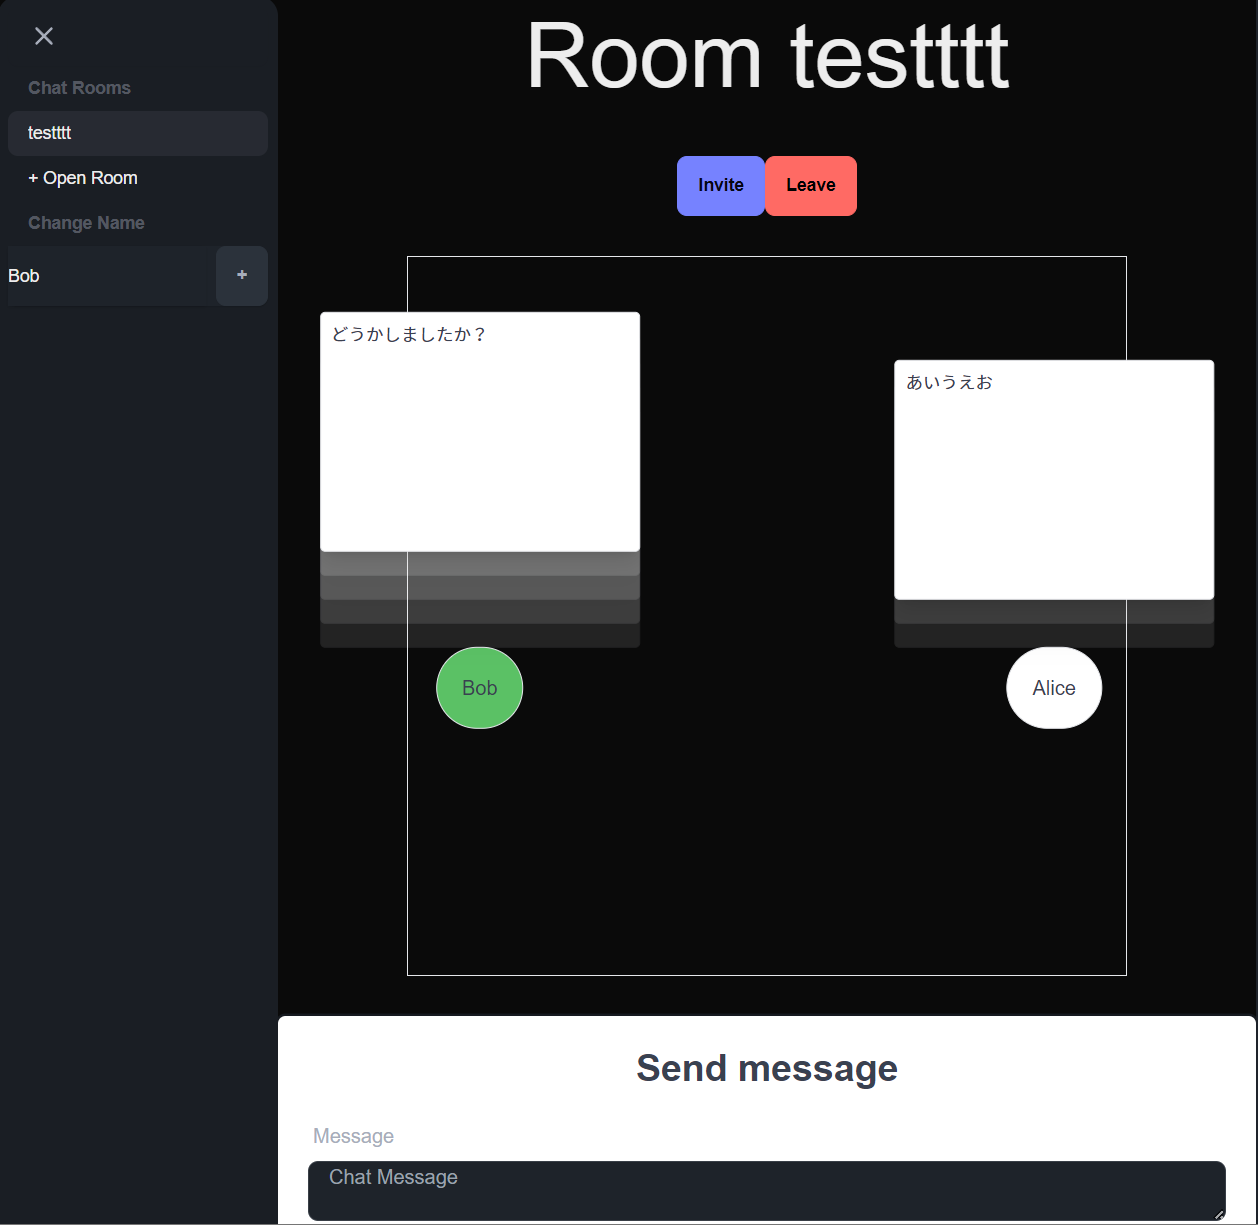 Chat Rooms
testttt
+ Open Room
Change Name
Bob
+
Room testttt
Invite
Leave
どうかしましたか？
あいうえお
Bob
Alice
Send message
Message
Chat Message